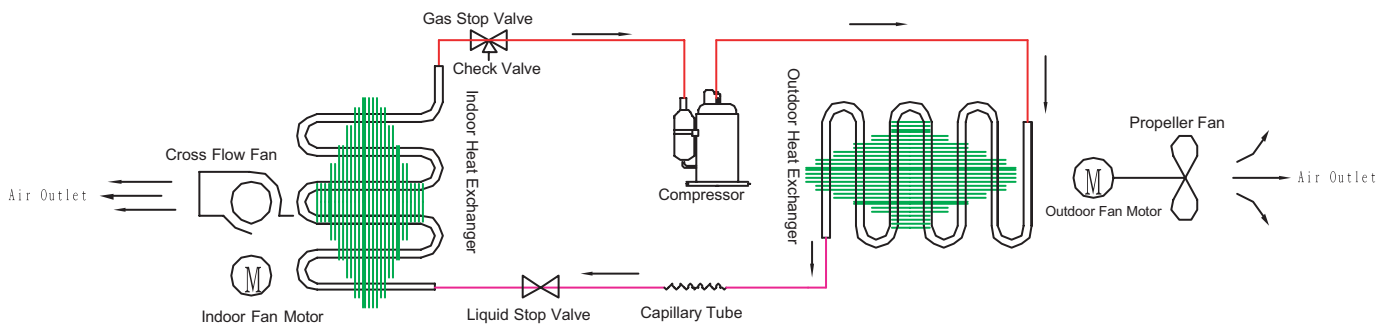 Gas Stop Valve
Check Valve
Indoor Heat Exchanger
Outdoor Heat Exchanger
Propeller Fan
Cross Flow Fan
Air Outlet
M
Air Outlet
Compressor
Outdoor Fan Motor
M
Indoor Fan Motor
Liquid Stop Valve
Capillary Tube